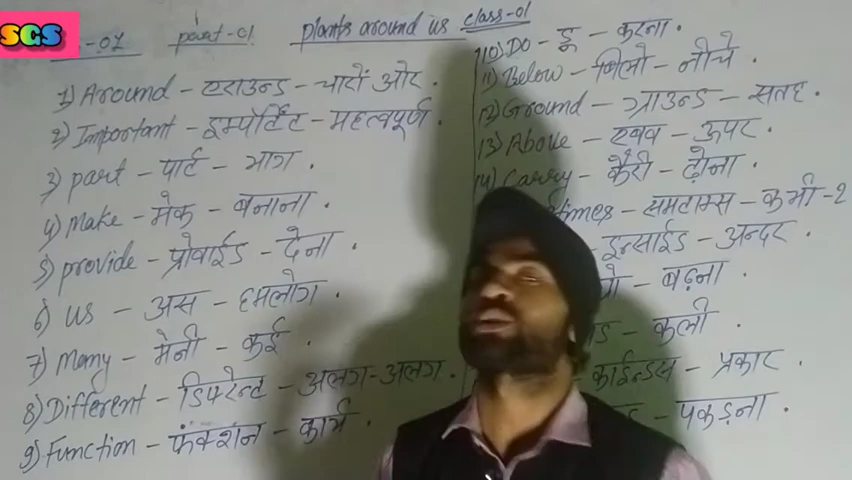 SGS
-07 part-01 plants around us class-01
1) Around - एराउन्ड - चारों ओर.
2) Important - इम्पोर्टेंट - महत्वपूर्ण.
3) part - पार्ट - भाग.
4) Make - मेक - बनाना.
5) provide - प्रोवाईड - देना.
6) us - अस - हमलोग.
7) Many - मेनी - कई.
8) Different - डिफरेन्ट - अलग-अलग.
9) Function - फंक्शन - कार्य.
10) Do - डू - करना.
11) Below - बिलो - नीचे.
12) Ground - ग्राउन्ड - सतह.
13) Above - एबव - ऊपर.
14) Carry - कैरी - ढोना.
times - समटाम्स - कभी-2
- इन्साईड - अन्दर.
- बढ़ना.
- कली.
काईन्डस - प्रकार.
- पकड़ना.